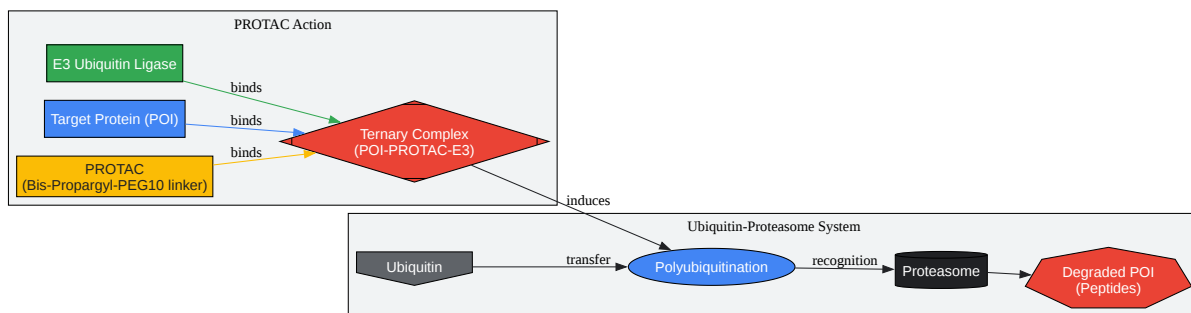 PROTAC Action
E3 Ubiquitin Ligase
binds
Target Protein (POI)
binds
Ternary Complex
(POI-PROTAC-E3)
binds
PROTAC
(Bis-Propargyl-PEG10 linker)
induces
Ubiquitin-Proteasome System
Ubiquitin
transfer
Polyubiquitination
recognition
Proteasome
Degraded POI
(Peptides)